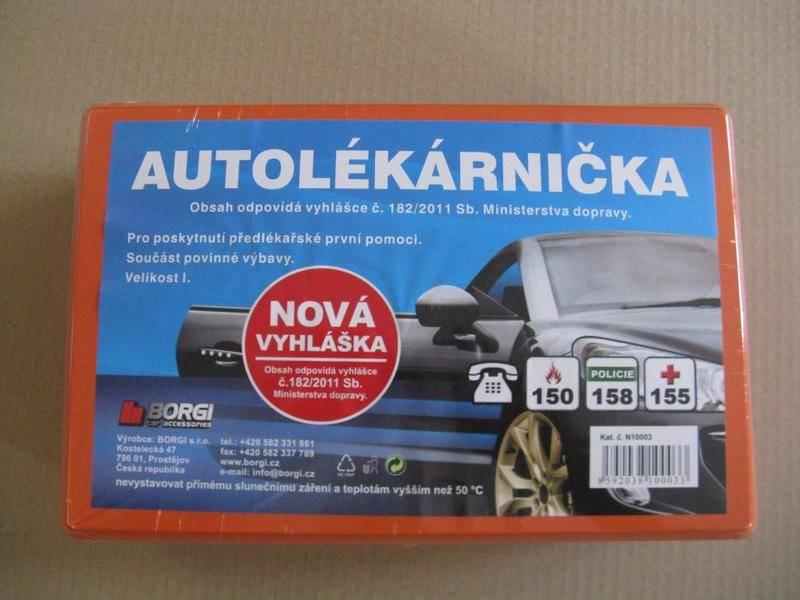 AUTOLÉKÁRNIČKA
Obsah odpovídá vyhlášce č. 182/2011 Sb. Ministerstva dopravy.
Pro poskytnutí předlékařské první pomoci.
Součást povinné výbavy.
Velikost I.
NOVÁ
VYHLÁŠKA
Obsah odpovídá vyhlášce
č.182/2011 Sb.
Ministerstva dopravy.
150
POLICIE
158
155
BORGI
car accessories
Výrobce: BORGI s.r.o.
Kostelecká 47
796 01, Prostějov
Česká republika
tel.: +420 582 331 861
fax: +420 582 337 789
www.borgi.cz
e-mail: info@borgi.cz
nevystavovat přímému slunečnímu záření a teplotám vyšším než 50 °C
Kat. č. N10003
8592038100033